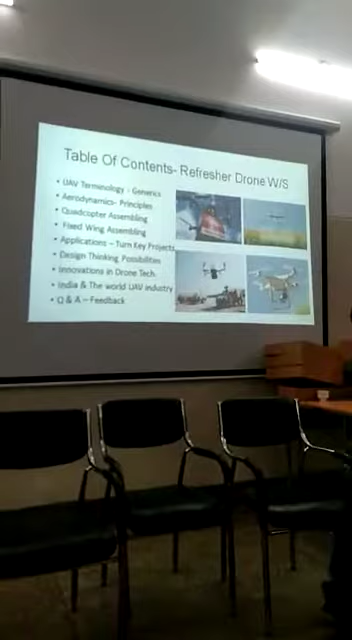 Table Of Contents- Refresher Drone W/S
• UAV Terminology - Generics
• Aerodynamics- Principles
• Quadcopter Assembling
• Fixed Wing Assembling
• Applications – Turn Key Projects
• Design Thinking Possibilities
• Innovations in Drone Tech.
• India & The world UAV industry
• Q & A – Feedback